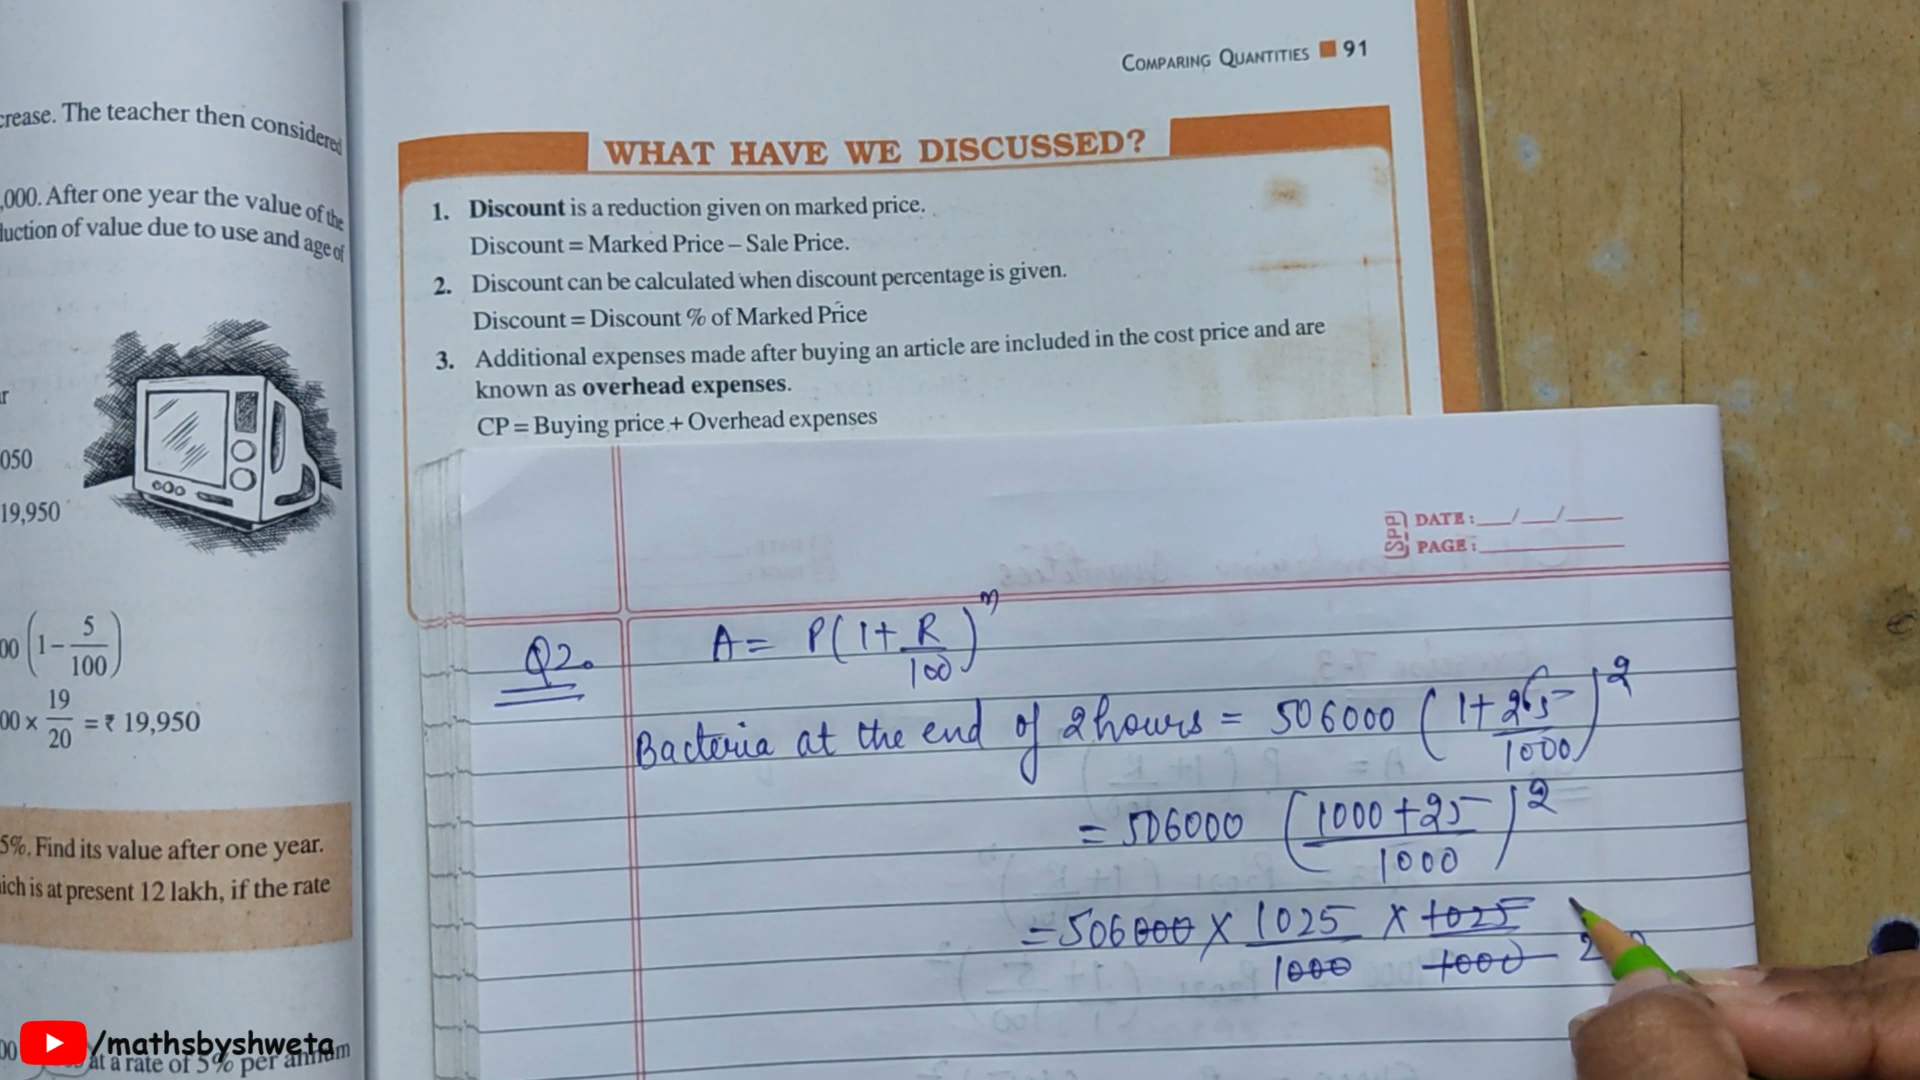 crease. The teacher then considered
,000. After one year the value of the
luction of value due to use and age of
050
19,950
00 (1 - 5/100)
00 × 19/20 = ₹ 19,950
5%. Find its value after one year.
ich is at present 12 lakh, if the rate
at a rate of 5% per annum
/mathsbyshweta
COMPARING QUANTITIES 91
WHAT HAVE WE DISCUSSED?
1. Discount is a reduction given on marked price.
Discount = Marked Price – Sale Price.
2. Discount can be calculated when discount percentage is given.
Discount = Discount % of Marked Price
3. Additional expenses made after buying an article are included in the cost price and are
known as overhead expenses.
CP = Buying price + Overhead expenses
SPP DATE: __/__/____
PAGE: ________
Q2. A = P(1 + R/100)^n
Bacteria at the end of 2 hours = 506000 (1 + 25/1000)^2
= 506000 ((1000 + 25)/1000)^2
= 506000 × 1025/1000 × 1025/1000